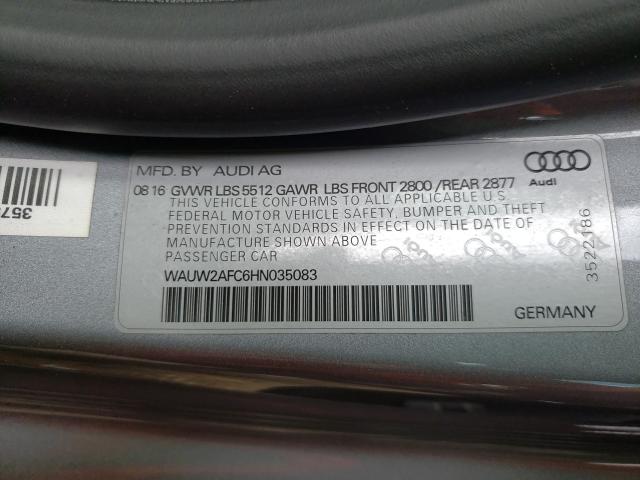 MFD. BY AUDI AG
08 16 GVWR LBS 5512 GAWR LBS FRONT 2800 /REAR 2877
THIS VEHICLE CONFORMS TO ALL APPLICABLE U.S.
FEDERAL MOTOR VEHICLE SAFETY, BUMPER AND THEFT
PREVENTION STANDARDS IN EFFECT ON THE DATE OF
MANUFACTURE SHOWN ABOVE
PASSENGER CAR
WAUW2AFC6HN035083
Audi
3522186
GERMANY